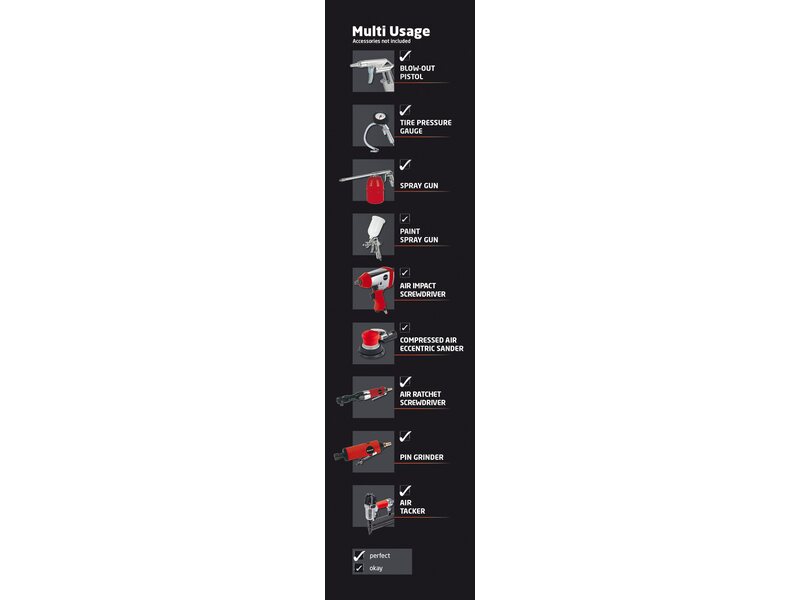 Multi Usage
Accessories not included
BLOW-OUT
PISTOL
TIRE PRESSURE
GAUGE
SPRAY GUN
PAINT
SPRAY GUN
AIR IMPACT
SCREWDRIVER
COMPRESSED AIR
ECCENTRIC SANDER
AIR RATCHET
SCREWDRIVER
PIN GRINDER
AIR
TACKER
perfect
okay